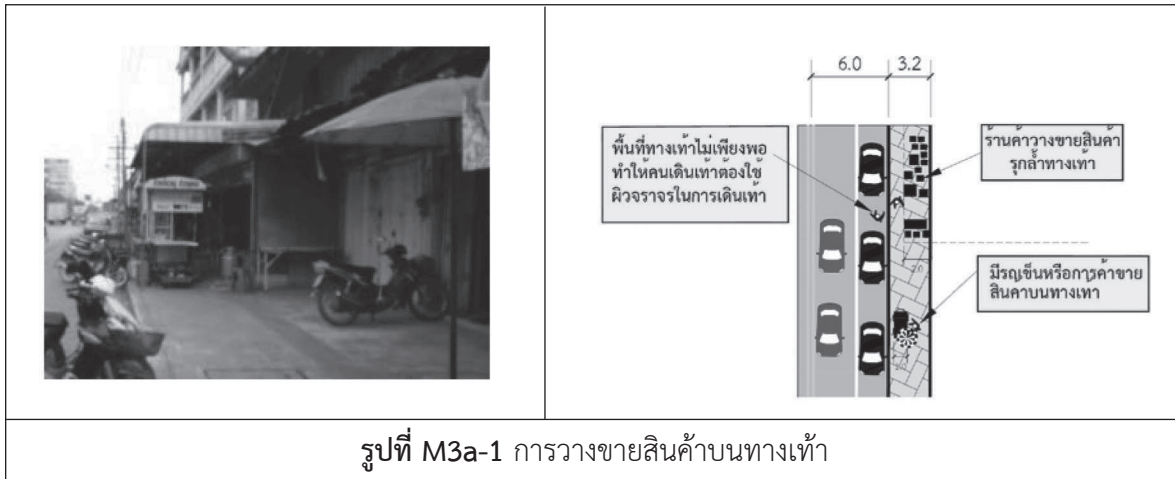 6.0 3.2
พื้นที่ทางเท้าไม่เพียงพอ
ทำให้คนเดินเท้าต้องใช้
ผิวจราจรในการเดินเท้า
ร้านค้าวางขายสินค้า
รุกล้ำทางเท้า
2.0
มีรถเข็นหรือการค้าขาย
สินค้าบนทางเท้า
รูปที่ M3a-1 การวางขายสินค้าบนทางเท้า